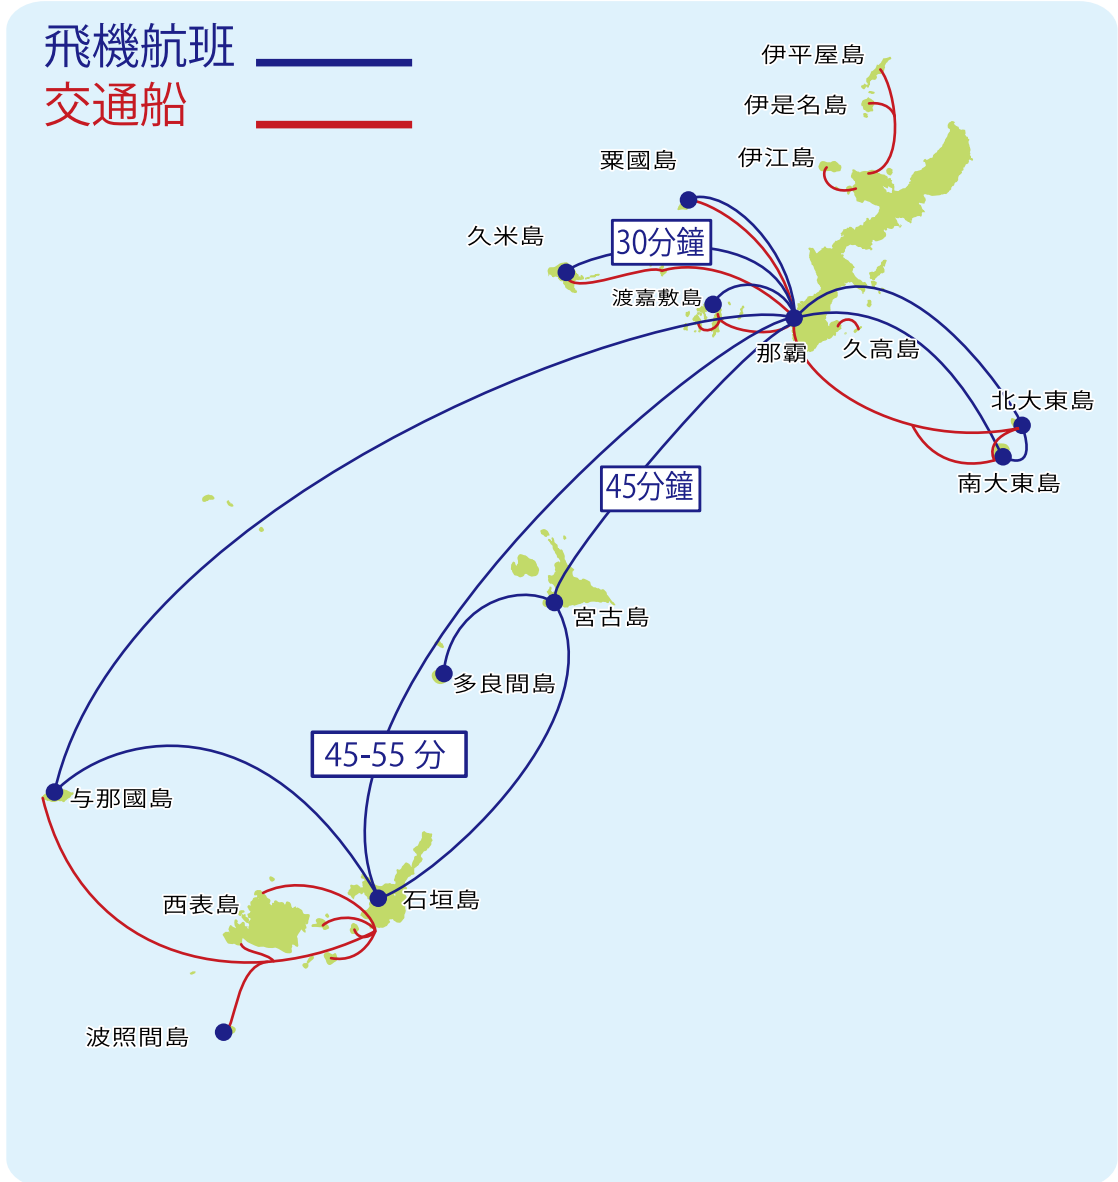 飛機航班
交通船
伊平屋島
伊是名島
伊江島
粟國島
久米島
30分鐘
渡嘉敷島
那霸
久高島
北大東島
南大東島
45分鐘
宮古島
多良間島
45-55 分
与那國島
石垣島
西表島
波照間島